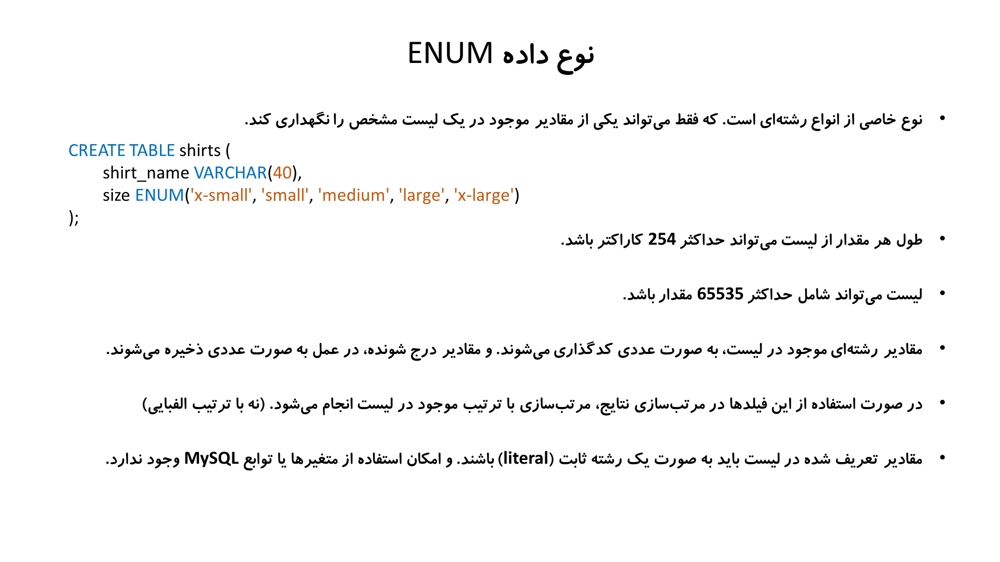 نوع داده ENUM
• نوع خاصی از انواع رشته‌ای است. که فقط می‌تواند یکی از مقادیر موجود در یک لیست مشخص را نگهداری کند.
CREATE TABLE shirts (
shirt_name VARCHAR(40),
size ENUM('x-small', 'small', 'medium', 'large', 'x-large')
);
• طول هر مقدار از لیست می‌تواند حداکثر 254 کاراکتر باشد.
• لیست می‌تواند شامل حداکثر 65535 مقدار باشد.
• مقادیر رشته‌ای موجود در لیست، به صورت عددی کدگذاری می‌شوند. و مقادیر درج شونده، در عمل به صورت عددی ذخیره می‌شوند.
• در صورت استفاده از این فیلدها در مرتب‌سازی نتایج، مرتب‌سازی با ترتیب موجود در لیست انجام می‌شود. (نه با ترتیب الفبایی)
• مقادیر تعریف شده در لیست باید به صورت یک رشته ثابت (literal) باشند. و امکان استفاده از متغیرها یا توابع MySQL وجود ندارد.